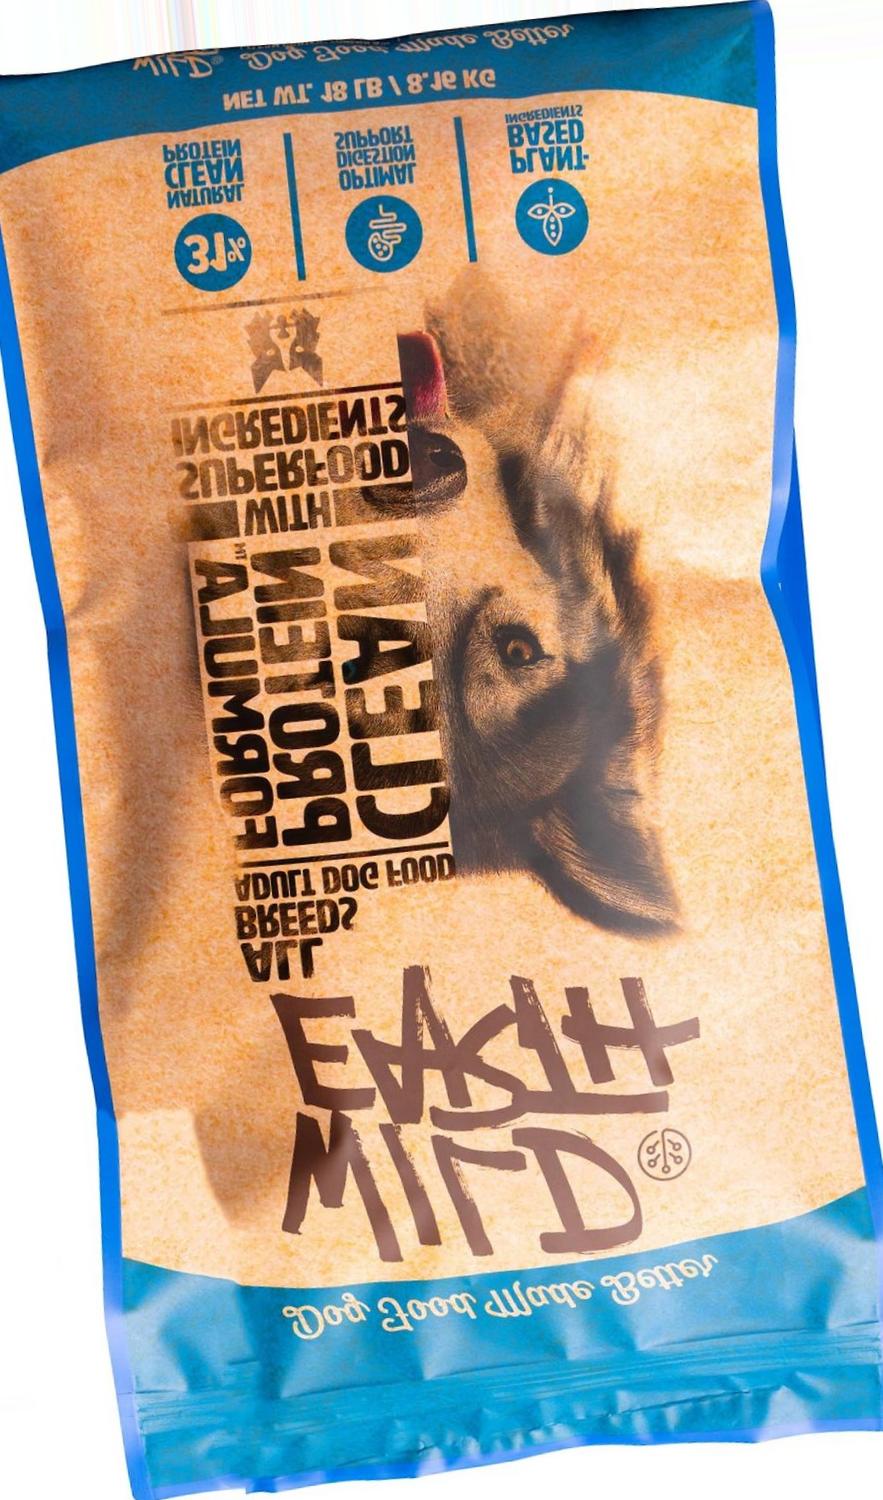 Dog Food Made Better
WILD
EARTH
ALL
BREEDS
ADULT DOG FOOD
CLEAN
PROTEIN
FORMULA™
WITH
SUPERFOOD
INGREDIENTS
31%
NATURAL
CLEAN
PROTEIN
OPTIMAL
DIGESTION
SUPPORT
PLANT-
BASED
INGREDIENTS
NET WT. 18 LB / 8.16 KG
WILD® Dog Food Made Better